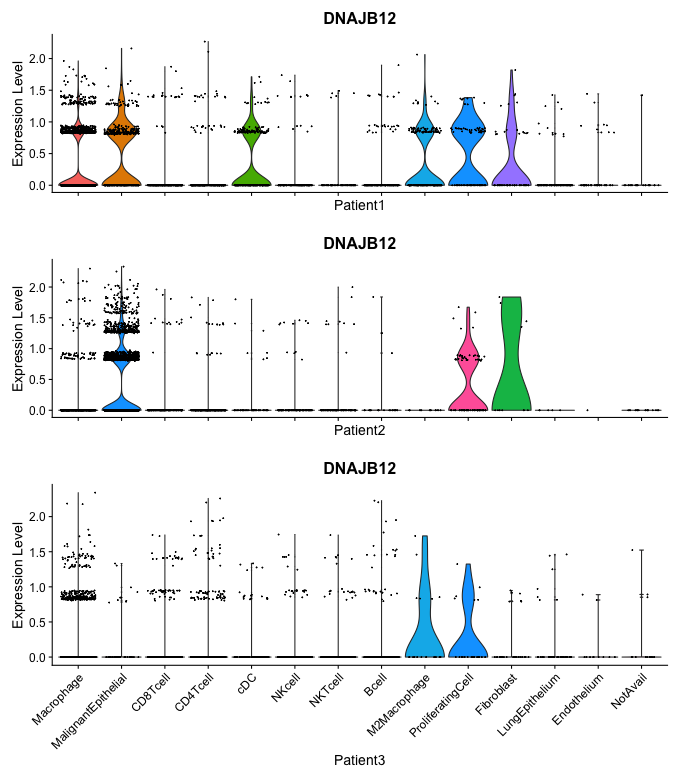 DNAJB12
Expression Level
2.0
1.5
1.0
0.5
0.0
Patient1
DNAJB12
Expression Level
2.0
1.5
1.0
0.5
0.0
Patient2
DNAJB12
Expression Level
2.0
1.5
1.0
0.5
0.0
Macrophage
MalignantEpithelial
CD8Tcell
CD4Tcell
cDC
NKcell
NKTcell
Bcell
M2Macrophage
ProliferatingCell
Fibroblast
LungEpithelium
Endothelium
NotAvail
Patient3